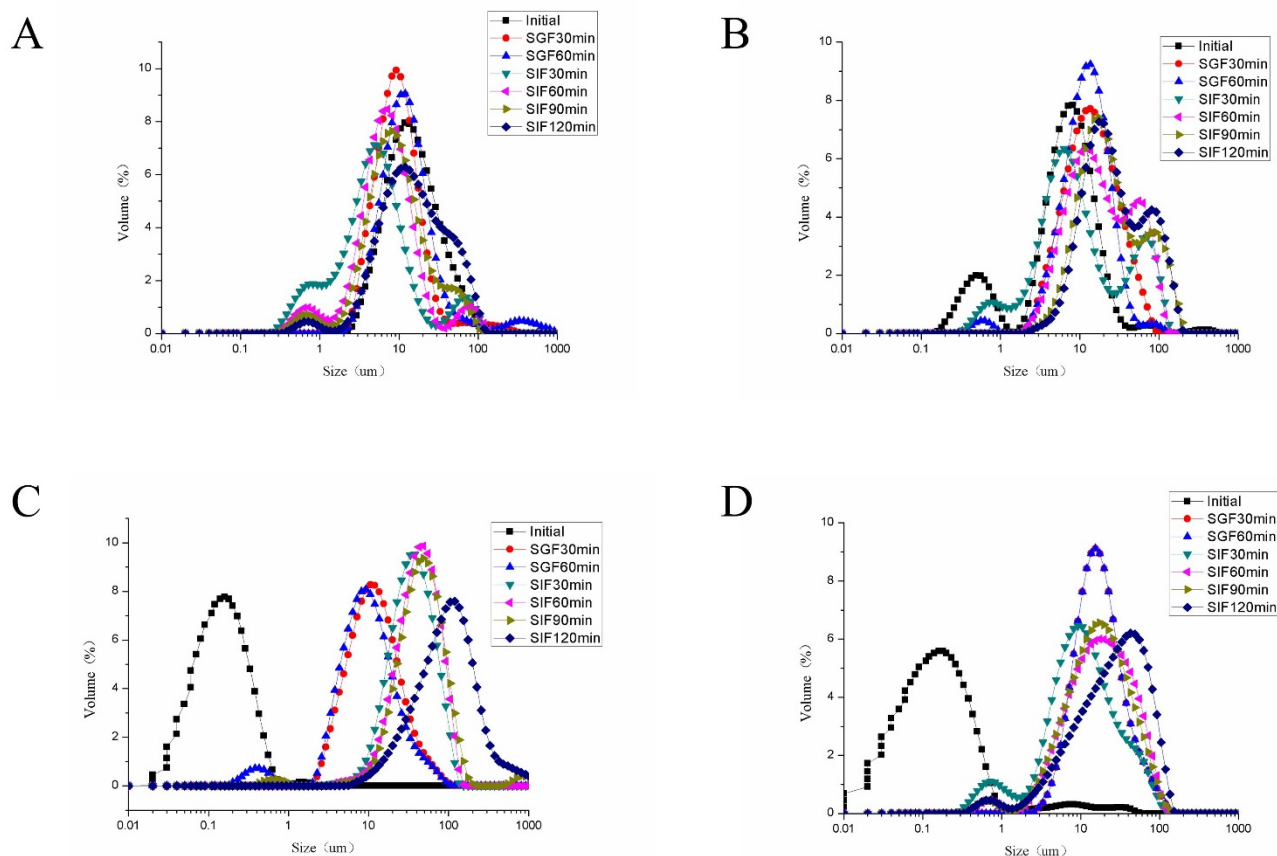 A
Initial
SGF30min
SGF60min
SIF30min
SIF60min
SIF90min
SIF120min
10
8
6
4
2
0
Volume (%)
0.01 0.1 1 10 100 1000
Size (um)
B
Initial
SGF30min
SGF60min
SIF30min
SIF60min
SIF90min
SIF120min
10
8
6
4
2
0
Volume (%)
0.01 0.1 1 10 100 1000
Size (um)
C
Initial
SGF30min
SGF60min
SIF30min
SIF60min
SIF90min
SIF120min
10
8
6
4
2
0
Volume (%)
0.01 0.1 1 10 100 1000
Size (um)
D
Initial
SGF30min
SGF60min
SIF30min
SIF60min
SIF90min
SIF120min
10
8
6
4
2
0
Volume (%)
0.01 0.1 1 10 100 1000
Size (um)